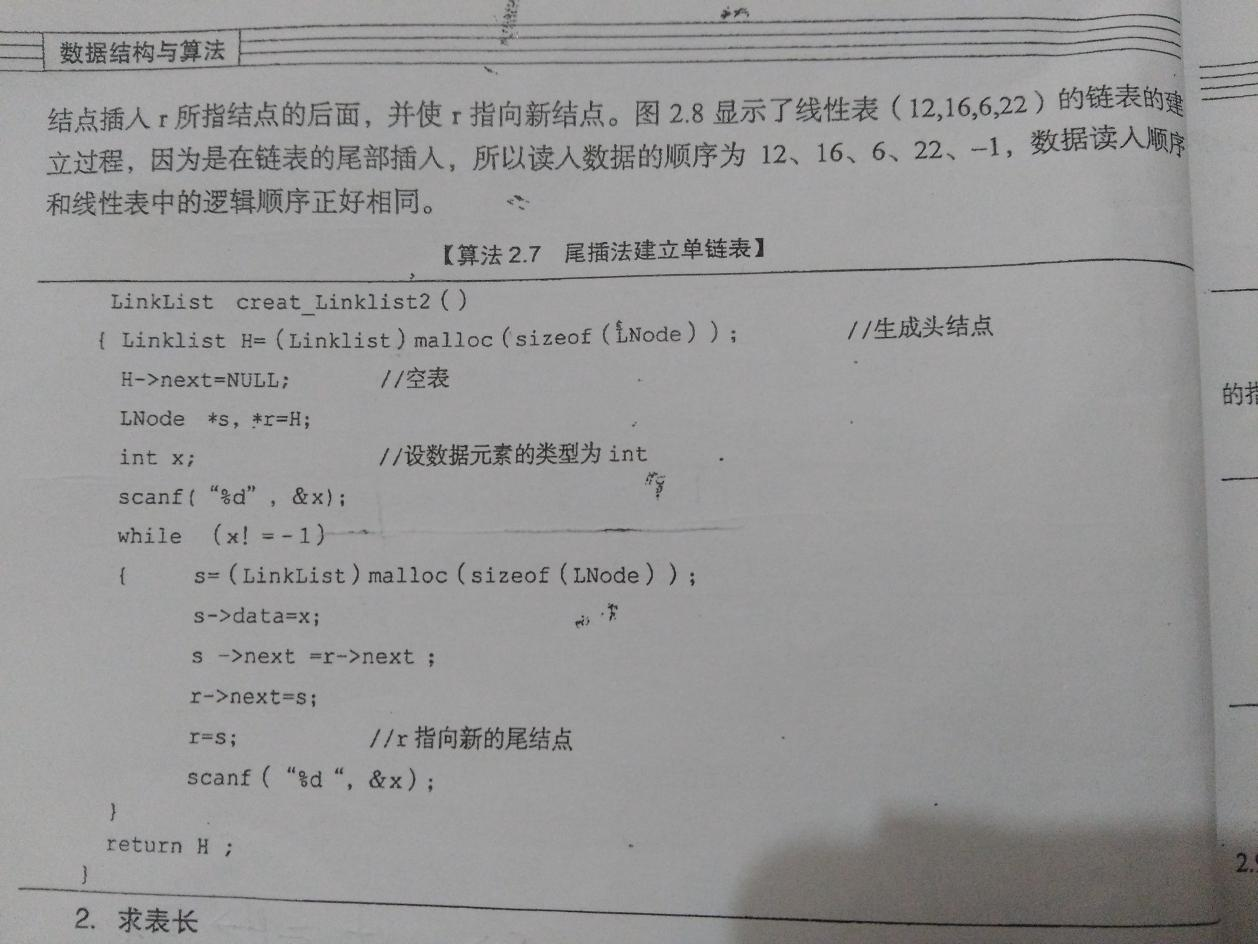 数据结构与算法
结点插入 r 所指结点的后面，并使 r 指向新结点。图 2.8 显示了线性表（12,16,6,22）的链表的建
立过程，因为是在链表的尾部插入，所以读入数据的顺序为 12、16、6、22、-1，数据读入顺序
和线性表中的逻辑顺序正好相同。
【算法 2.7 尾插法建立单链表】
LinkList creat_Linklist2()
{ Linklist H=(Linklist)malloc(sizeof(LNode)); //生成头结点
H->next=NULL; //空表
LNode *s, *r=H;
int x; //设数据元素的类型为 int
scanf(“%d”, &x);
while (x!=-1)
{ s=(LinkList)malloc(sizeof(LNode));
s->data=x;
s ->next =r->next ;
r->next=s;
r=s; //r 指向新的尾结点
scanf( “%d “, &x);
}
return H ;
}
2. 求表长
的指